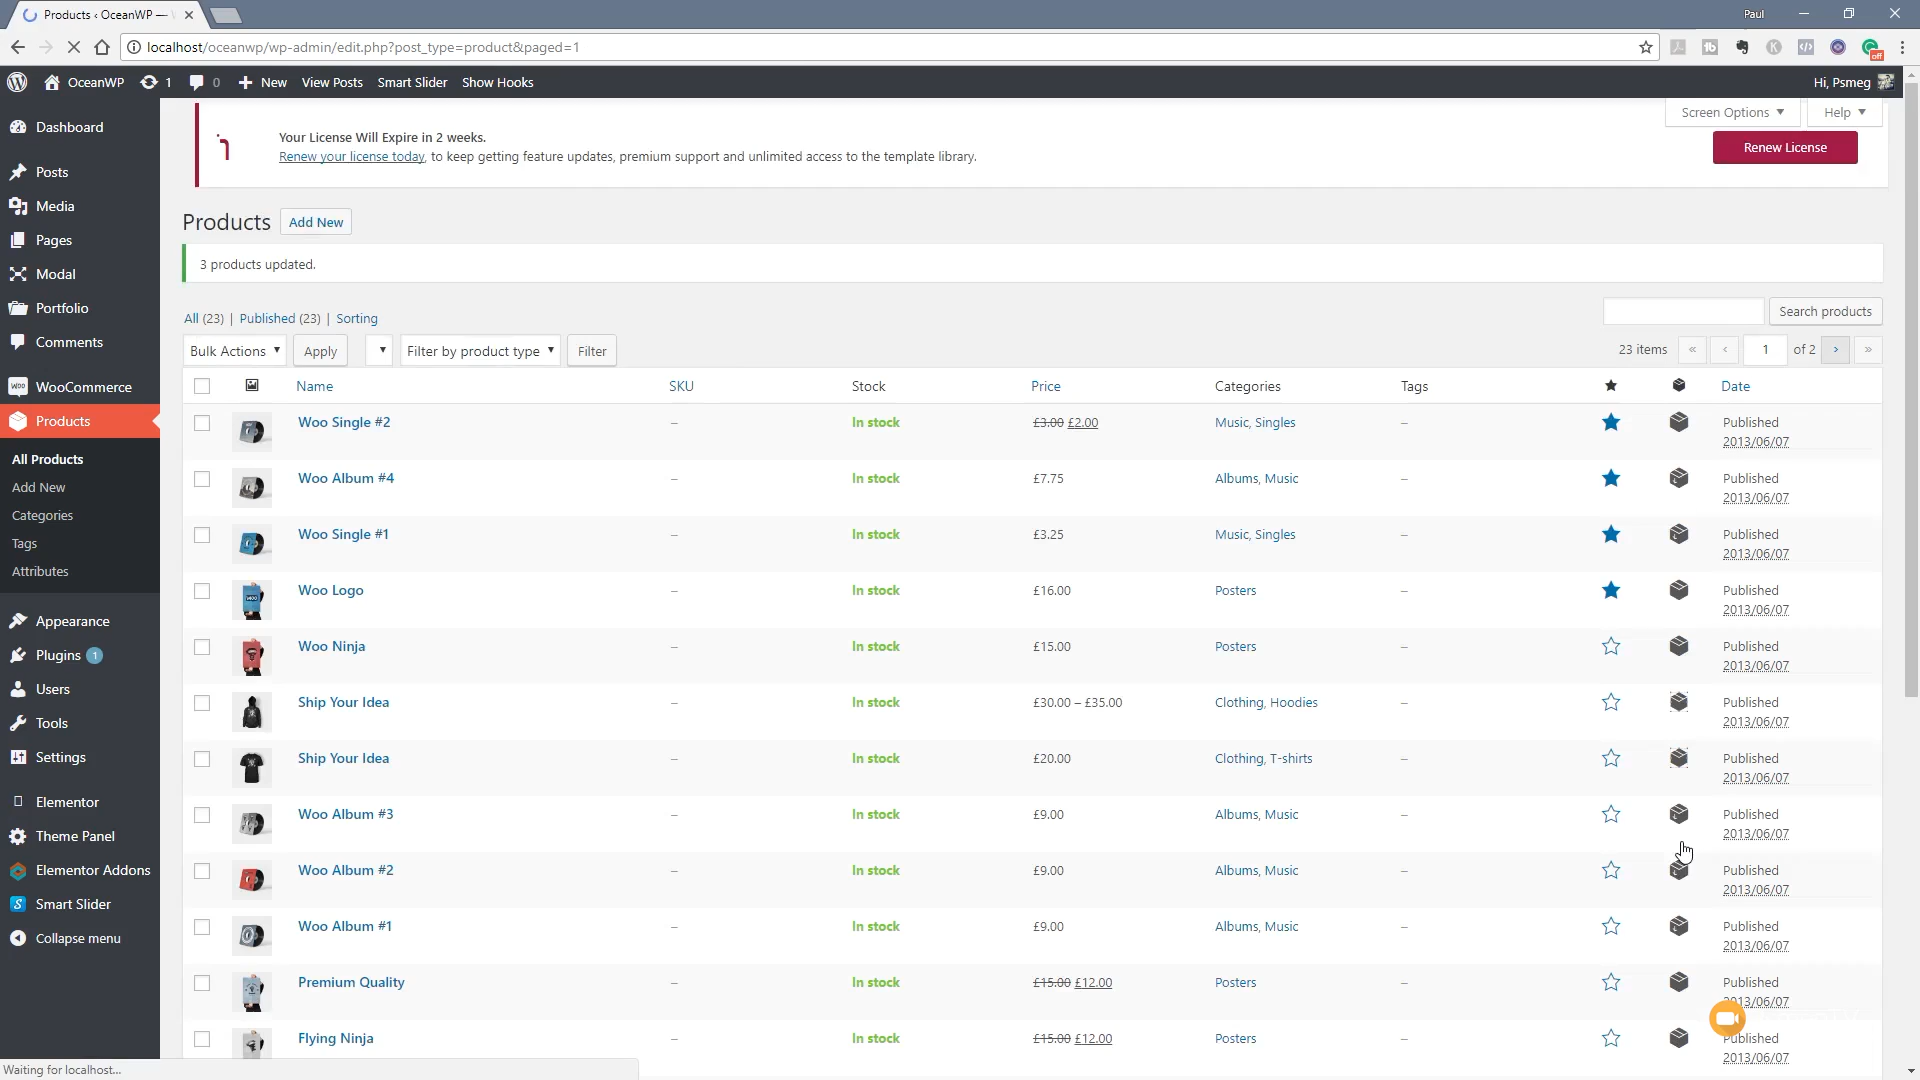 Products ‹ OceanWP —
Paul
localhost/oceanwp/wp-admin/edit.php?post_type=product&paged=1
off
OceanWP 1 0 New View Posts Smart Slider Show Hooks Hi, Psmeg
Screen Options Help
Your License Will Expire in 2 weeks.
Renew your license today, to keep getting feature updates, premium support and unlimited access to the template library.
Renew License
Dashboard
Posts
Media
Pages
Modal
Portfolio
Comments
WooCommerce
Products
All Products
Add New
Categories
Tags
Attributes
Appearance
Plugins 1
Users
Tools
Settings
Elementor
Theme Panel
Elementor Addons
Smart Slider
Collapse menu
Products Add New
3 products updated.
All (23) | Published (23) | Sorting
Search products
Bulk Actions Apply Filter by product type Filter
23 items « ‹ 1 of 2 › »
Name SKU Stock Price Categories Tags Date
Woo Single #2 – In stock £3.00 £2.00 Music, Singles – Published
2013/06/07
Woo Album #4 – In stock £7.75 Albums, Music – Published
2013/06/07
Woo Single #1 – In stock £3.25 Music, Singles – Published
2013/06/07
Woo Logo – In stock £16.00 Posters – Published
2013/06/07
Woo Ninja – In stock £15.00 Posters – Published
2013/06/07
Ship Your Idea – In stock £30.00 – £35.00 Clothing, Hoodies – Published
2013/06/07
Ship Your Idea – In stock £20.00 Clothing, T-shirts – Published
2013/06/07
Woo Album #3 – In stock £9.00 Albums, Music – Published
2013/06/07
Woo Album #2 – In stock £9.00 Albums, Music – Published
2013/06/07
Woo Album #1 – In stock £9.00 Albums, Music – Published
2013/06/07
Premium Quality – In stock £15.00 £12.00 Posters – Published
2013/06/07
Flying Ninja – In stock £15.00 £12.00 Posters – Published
2013/06/07
Waiting for localhost...